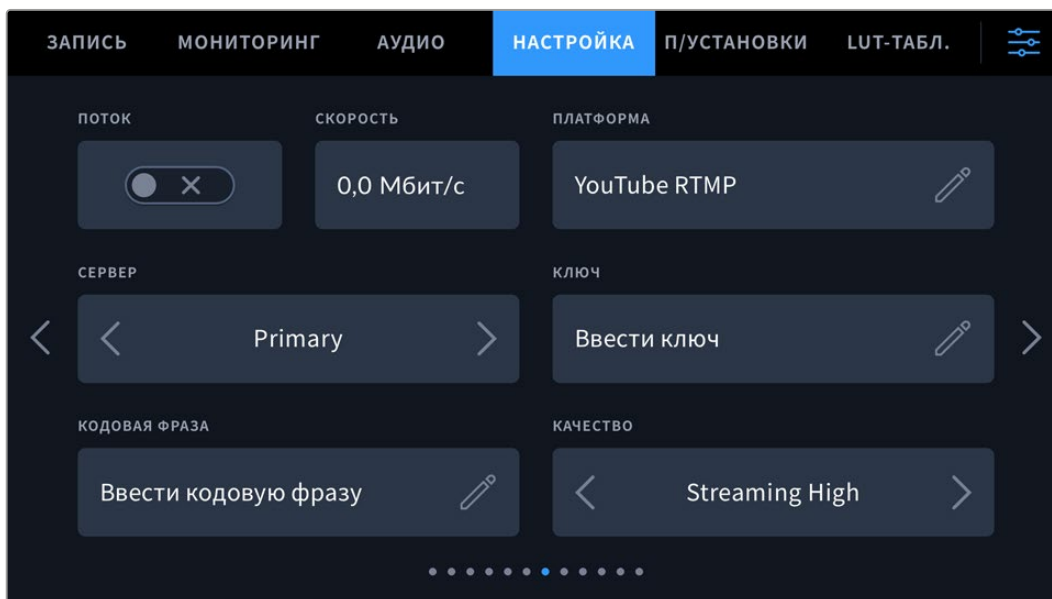 ЗАПИСЬ МОНИТОРИНГ АУДИО НАСТРОЙКА П/УСТАНОВКИ LUT-ТАБЛ.
ПОТОК СКОРОСТЬ ПЛАТФОРМА
0,0 Мбит/с YouTube RTMP
СЕРВЕР КЛЮЧ
Primary Ввести ключ
КОДОВАЯ ФРАЗА КАЧЕСТВО
Ввести кодовую фразу Streaming High